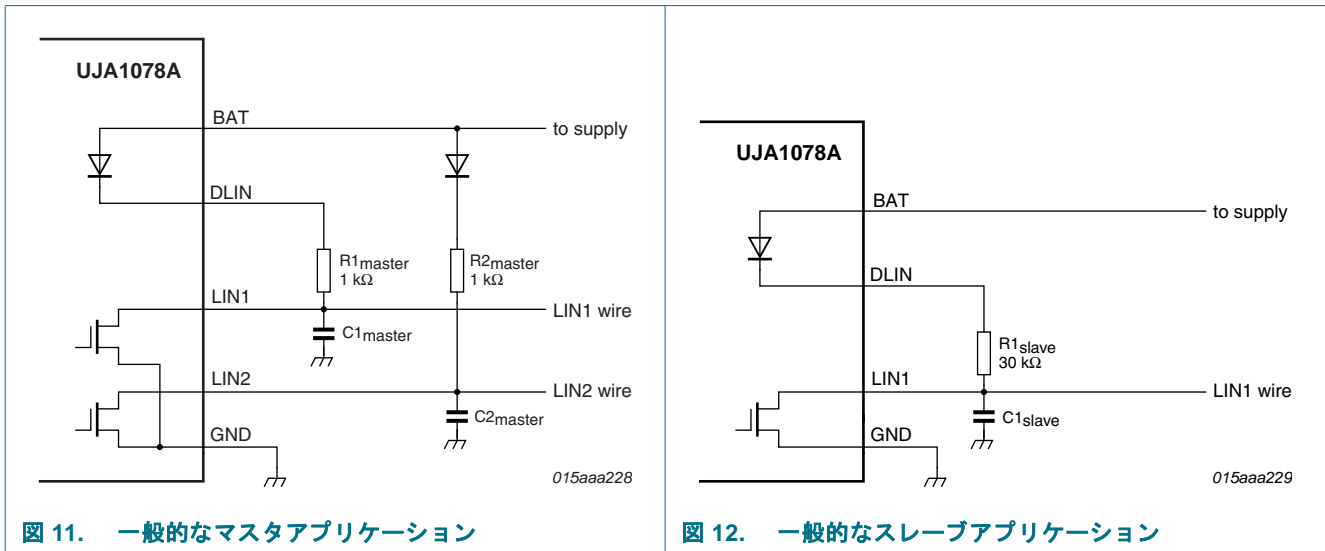 UJA1078A
BAT
to supply
DLIN
R1master
1 kΩ
R2master
1 kΩ
LIN1
LIN1 wire
C1master
LIN2
LIN2 wire
C2master
GND
015aaa228
図 11. 一般的なマスタアプリケーション
UJA1078A
BAT
to supply
DLIN
R1slave
30 kΩ
LIN1
LIN1 wire
C1slave
GND
015aaa229
図 12. 一般的なスレーブアプリケーション